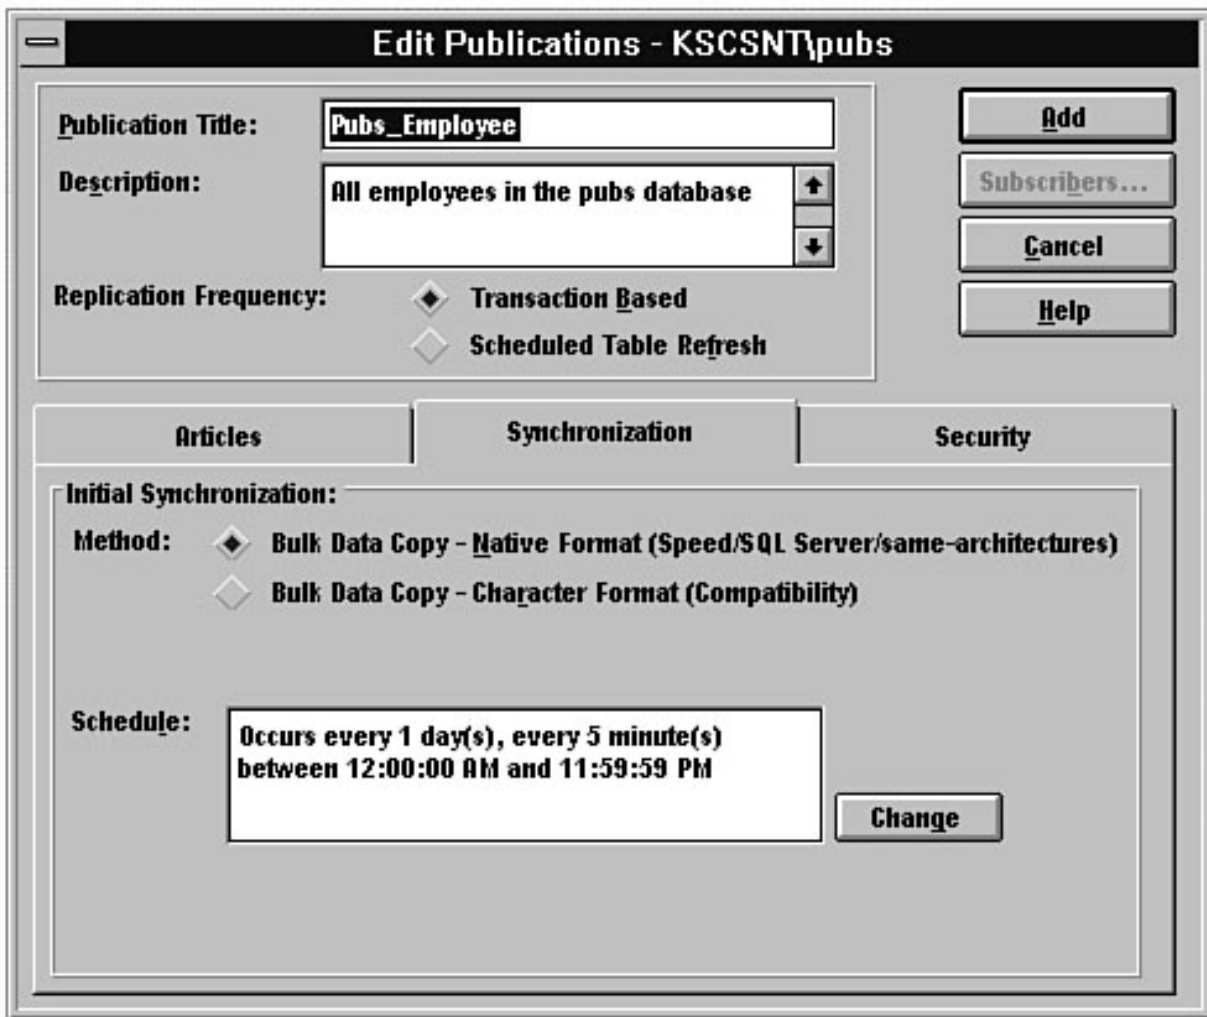 Edit Publications - KSCSNT\pubs
Publication Title:
Pubs_Employee
Add
Description:
All employees in the pubs database
Subscribers...
Cancel
Replication Frequency:
Transaction Based
Help
Scheduled Table Refresh
Articles
Synchronization
Security
Initial Synchronization:
Method:
Bulk Data Copy - Native Format (Speed/SQL Server/same-architectures)
Bulk Data Copy - Character Format (Compatibility)
Schedule:
Occurs every 1 day(s), every 5 minute(s)
between 12:00:00 AM and 11:59:59 PM
Change